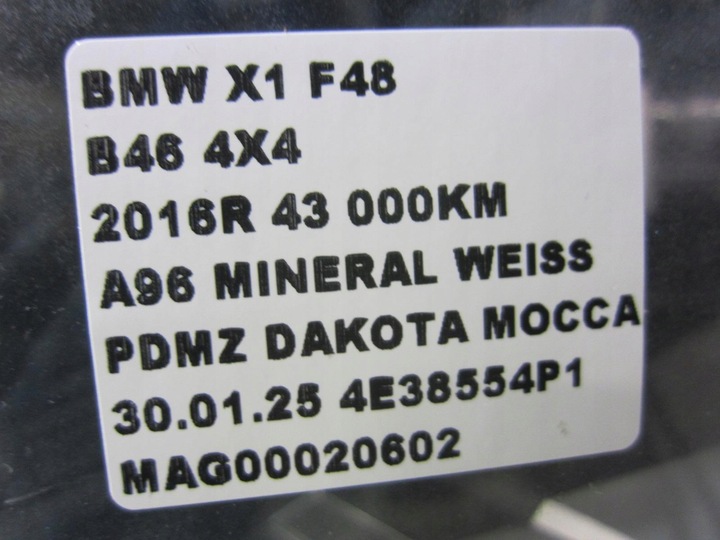 BMW X1 F48
B46 4X4
2016R 43 000KM
A96 MINERAL WEISS
PDMZ DAKOTA MOCCA
30.01.25 4E38554P1
MAG00020602